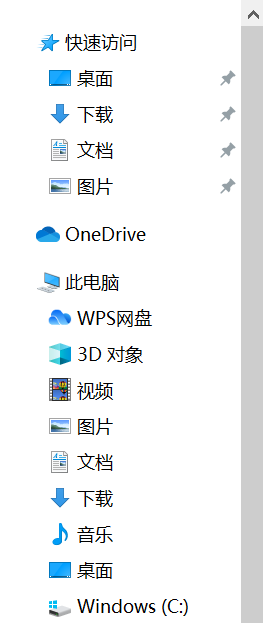 快速访问
桌面
下载
文档
图片
OneDrive
此电脑
WPS网盘
3D 对象
视频
图片
文档
下载
音乐
桌面
Windows (C:)